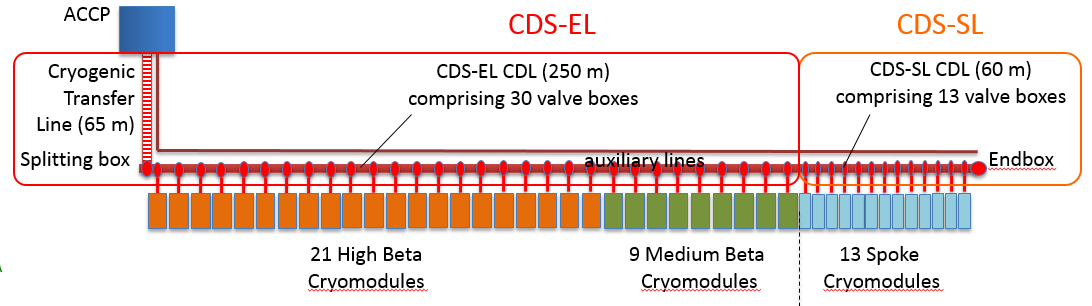 ACCP
CDS-EL
CDS-SL
Cryogenic
Transfer
Line (65 m)
CDS-EL CDL (250 m)
comprising 30 valve boxes
CDS-SL CDL (60 m)
comprising 13 valve boxes
Splitting box
auxiliary lines
Endbox
21 High Beta
Cryomodules
9 Medium Beta
Cryomodules
13 Spoke
Cryomodules